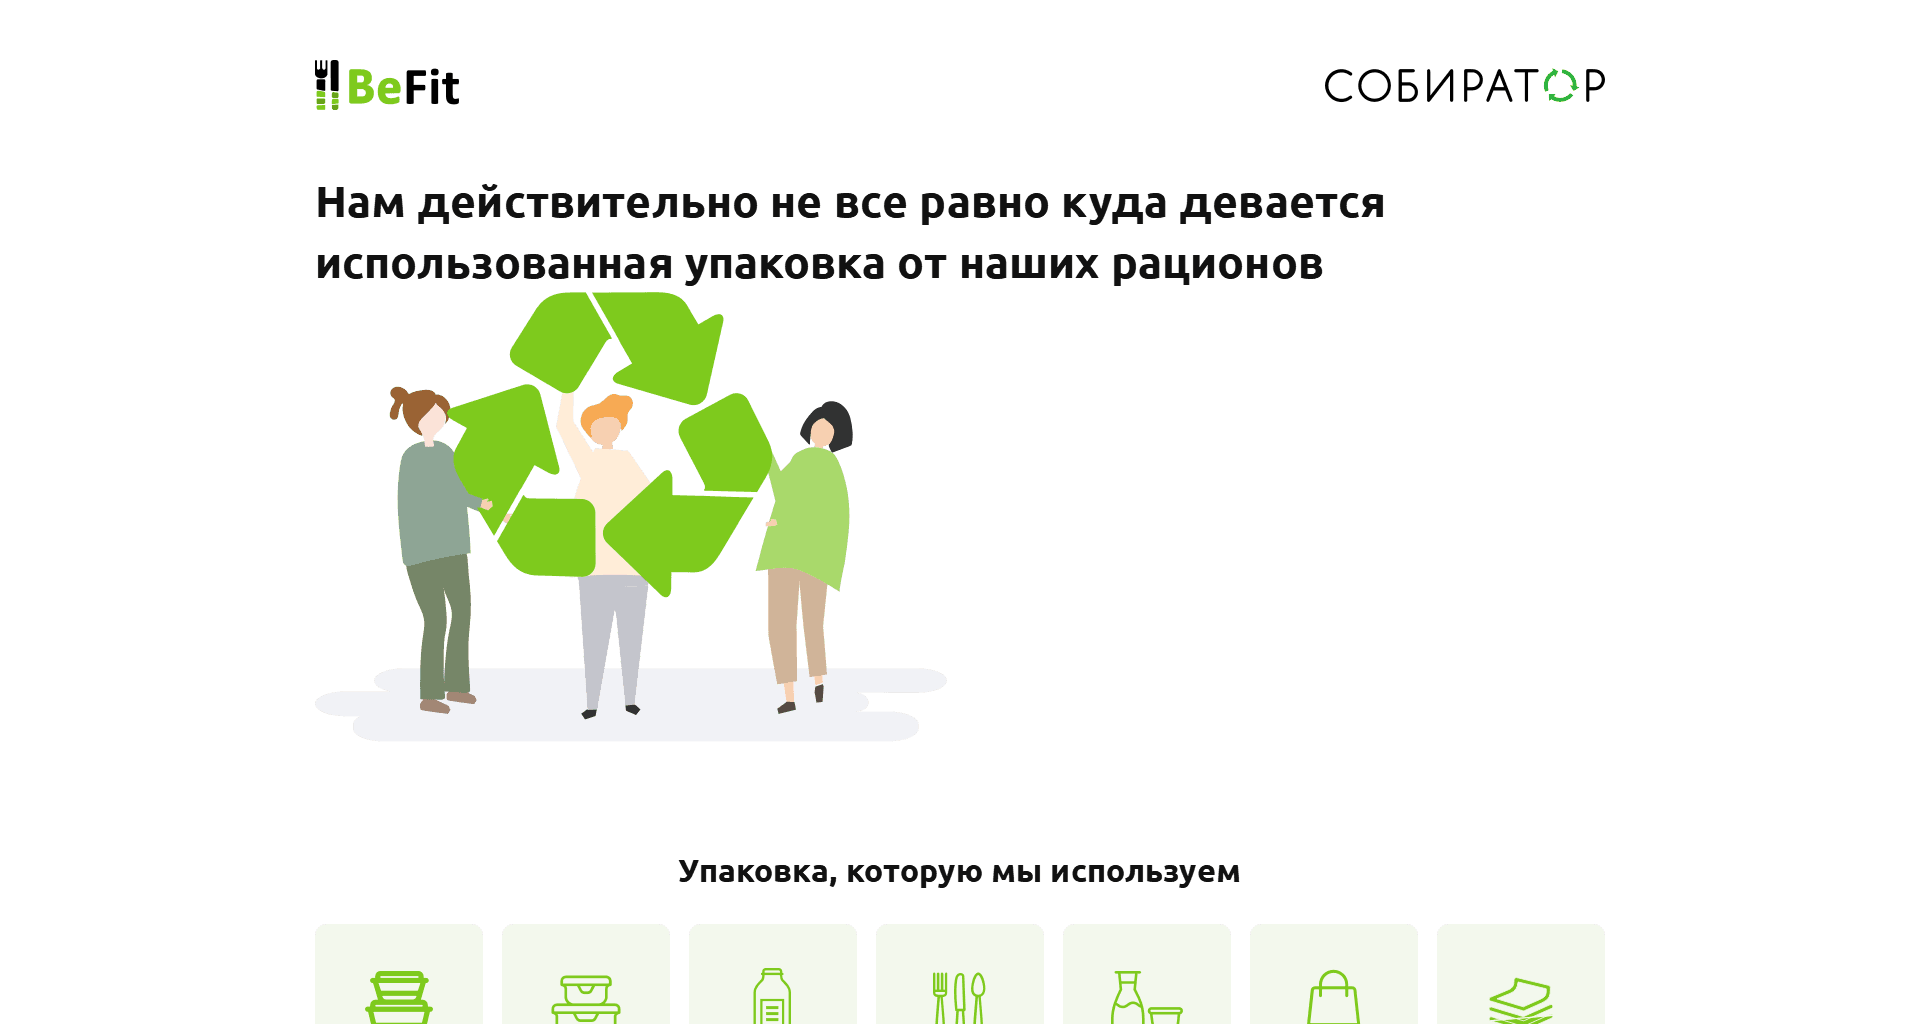 BeFit
СОБИРАТОР
Нам действительно не все равно куда девается
использованная упаковка от наших рационов
Упаковка, которую мы используем